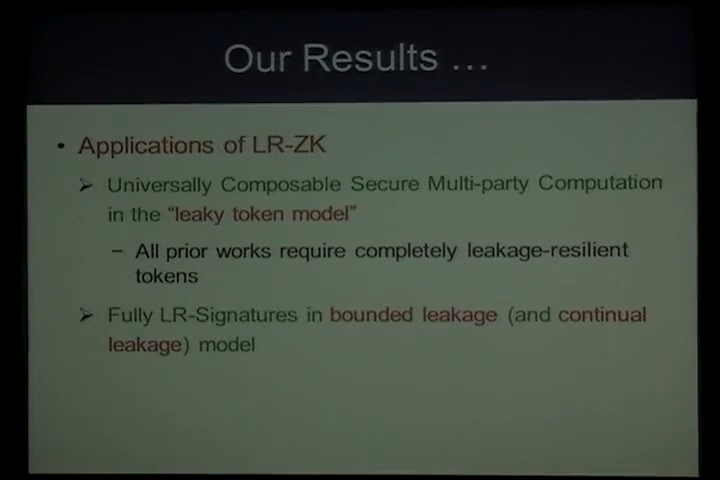 Our Results …
• Applications of LR-ZK
➢ Universally Composable Secure Multi-party Computation
in the “leaky token model”
– All prior works require completely leakage-resilient
tokens
➢ Fully LR-Signatures in bounded leakage (and continual
leakage) model